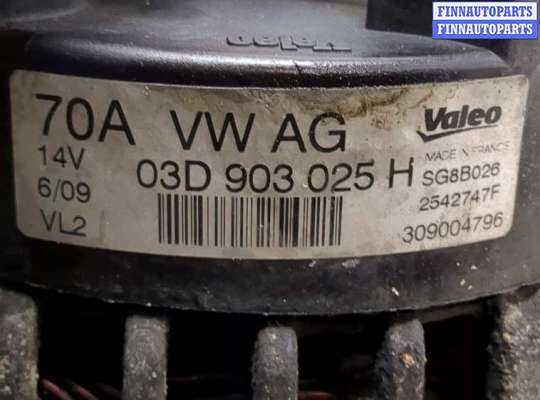 FINNAUTOPARTS
FINNAUTOPARTS
Valeo
70A VW AG
Valeo
14V
MADE IN FRANCE
6/09
03D 903 025 H
SG8B026
VL2
2542747F
309004796